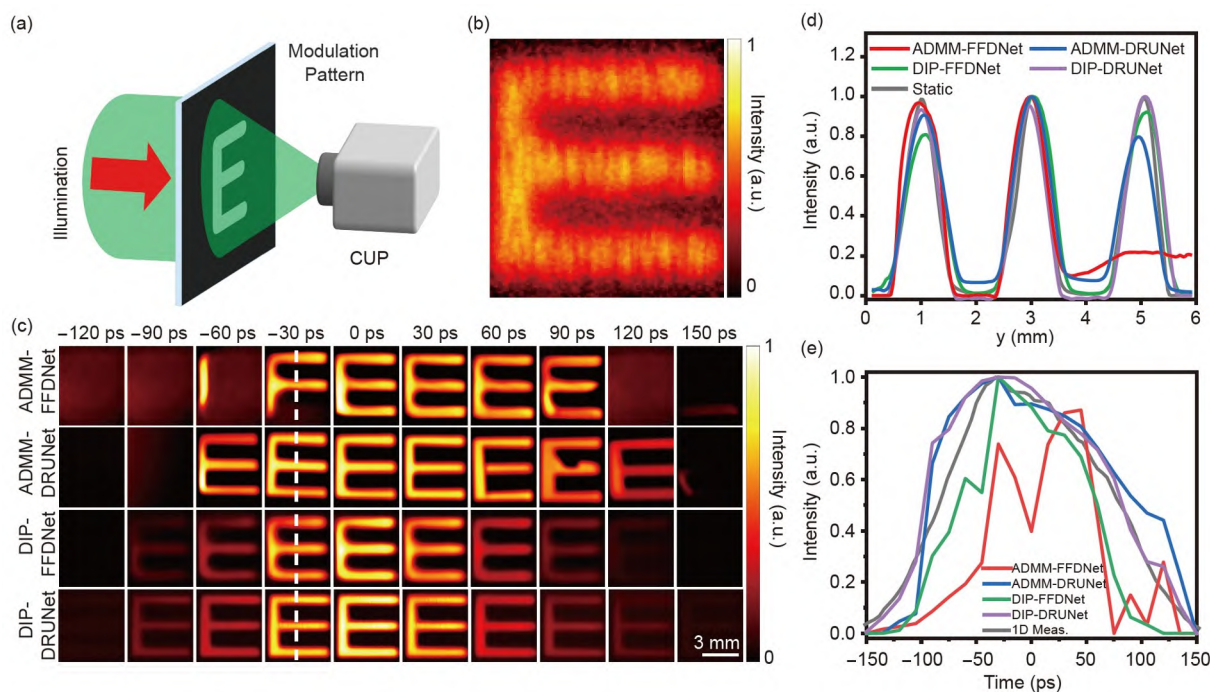 (a)
Modulation
Pattern
Illumination
E
CUP
(b)
1
Intensity (a.u.)
0
(c)
−120 ps −90 ps −60 ps −30 ps 0 ps 30 ps 60 ps 90 ps 120 ps 150 ps
ADMM-
FFDNet
ADMM-
DRUNet
DIP-
FFDNet
DIP-
DRUNet
3 mm
1
Intensity (a.u.)
0
(d)
ADMM-FFDNet ADMM-DRUNet
DIP-FFDNet DIP-DRUNet
Static
Intensity (a.u.)
1.2
1.0
0.8
0.6
0.4
0.2
0.0
0 1 2 3 4 5 6
y (mm)
(e)
Intensity (a.u.)
1.0
0.8
0.6
0.4
0.2
0.0
ADMM-FFDNet
ADMM-DRUNet
DIP-FFDNet
DIP-DRUNet
1D Meas.
−150 −100 −50 0 50 100 150
Time (ps)